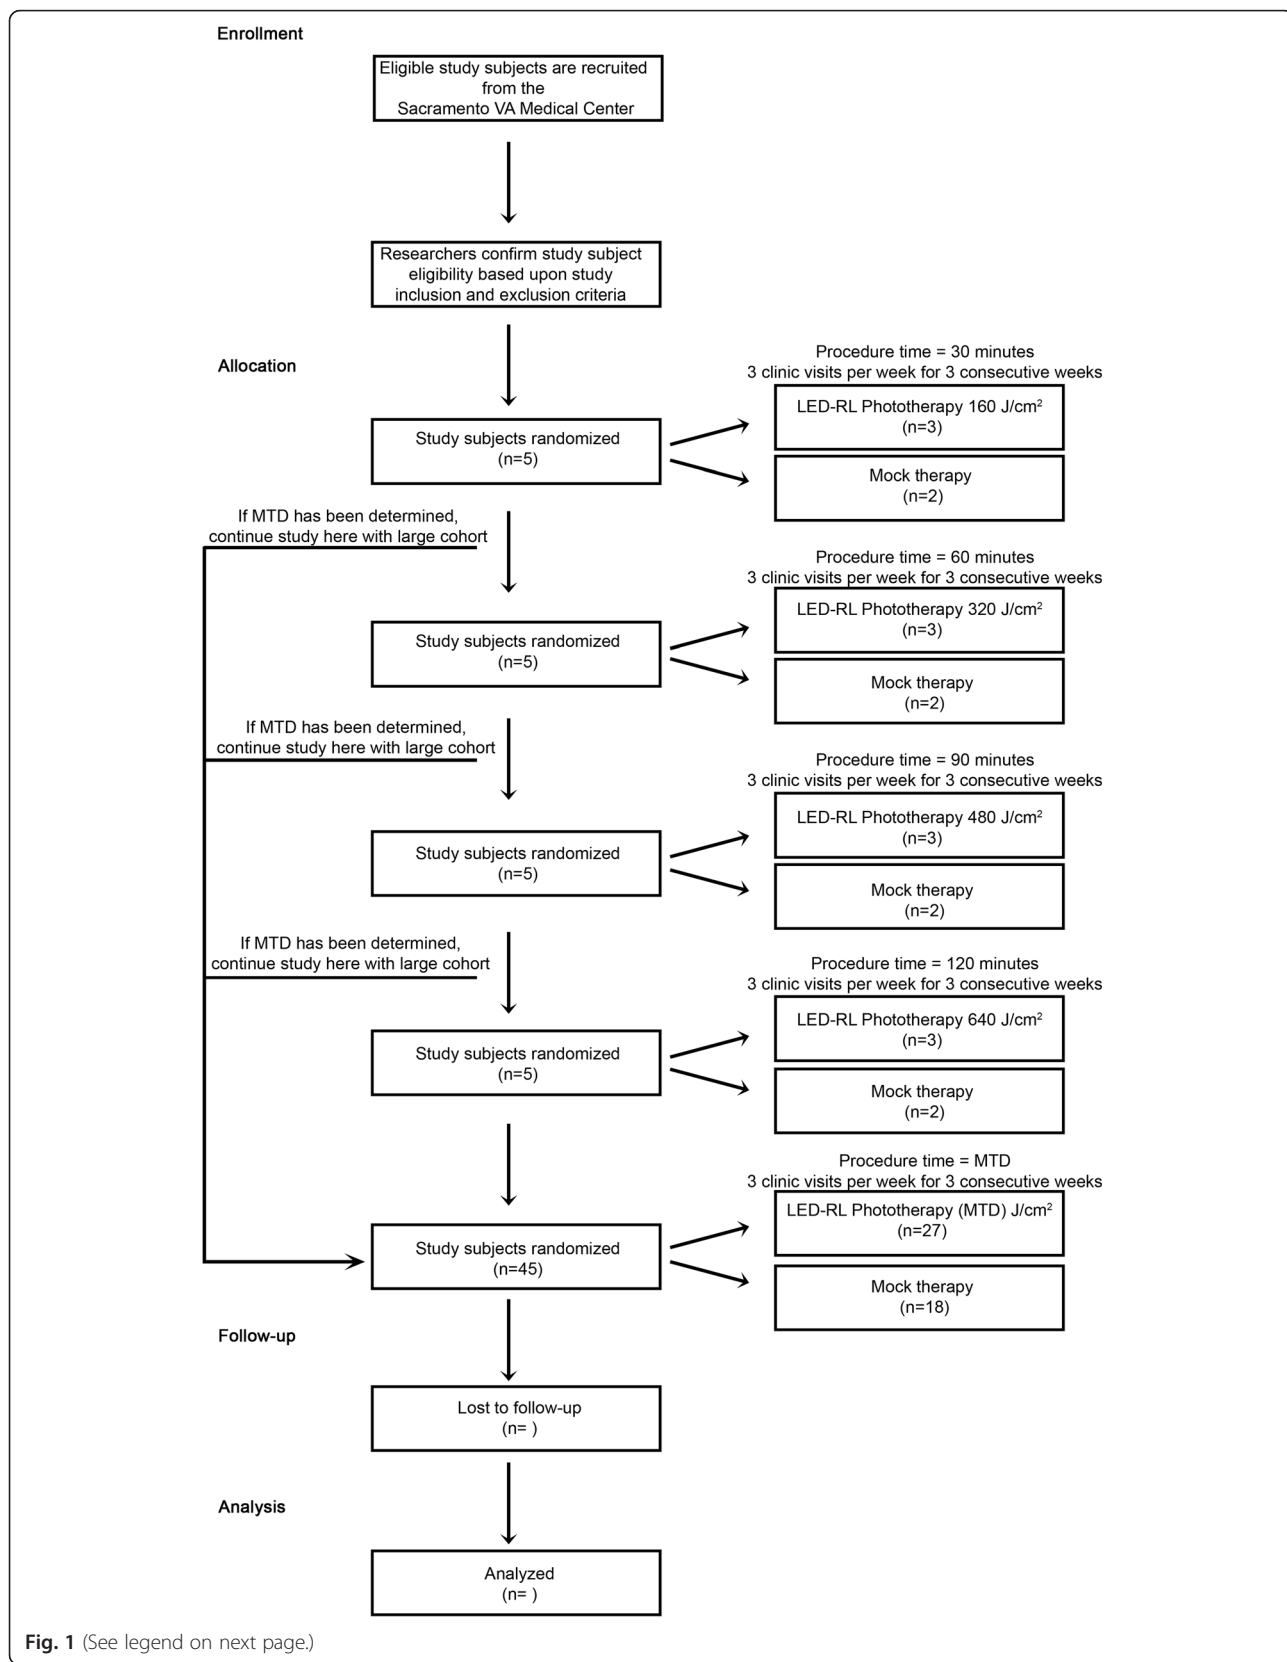 Enrollment
Eligible study subjects are recruited
from the
Sacramento VA Medical Center
Researchers confirm study subject
eligibility based upon study
inclusion and exclusion criteria
Allocation
Procedure time = 30 minutes
3 clinic visits per week for 3 consecutive weeks
Study subjects randomized
(n=5)
LED-RL Phototherapy 160 J/cm²
(n=3)
Mock therapy
(n=2)
If MTD has been determined,
continue study here with large cohort
Procedure time = 60 minutes
3 clinic visits per week for 3 consecutive weeks
Study subjects randomized
(n=5)
LED-RL Phototherapy 320 J/cm²
(n=3)
Mock therapy
(n=2)
If MTD has been determined,
continue study here with large cohort
Procedure time = 90 minutes
3 clinic visits per week for 3 consecutive weeks
Study subjects randomized
(n=5)
LED-RL Phototherapy 480 J/cm²
(n=3)
Mock therapy
(n=2)
If MTD has been determined,
continue study here with large cohort
Procedure time = 120 minutes
3 clinic visits per week for 3 consecutive weeks
Study subjects randomized
(n=5)
LED-RL Phototherapy 640 J/cm²
(n=3)
Mock therapy
(n=2)
Procedure time = MTD
3 clinic visits per week for 3 consecutive weeks
Study subjects randomized
(n=45)
LED-RL Phototherapy (MTD) J/cm²
(n=27)
Mock therapy
(n=18)
Follow-up
Lost to follow-up
(n= )
Analysis
Analyzed
(n= )
Fig. 1 (See legend on next page.)